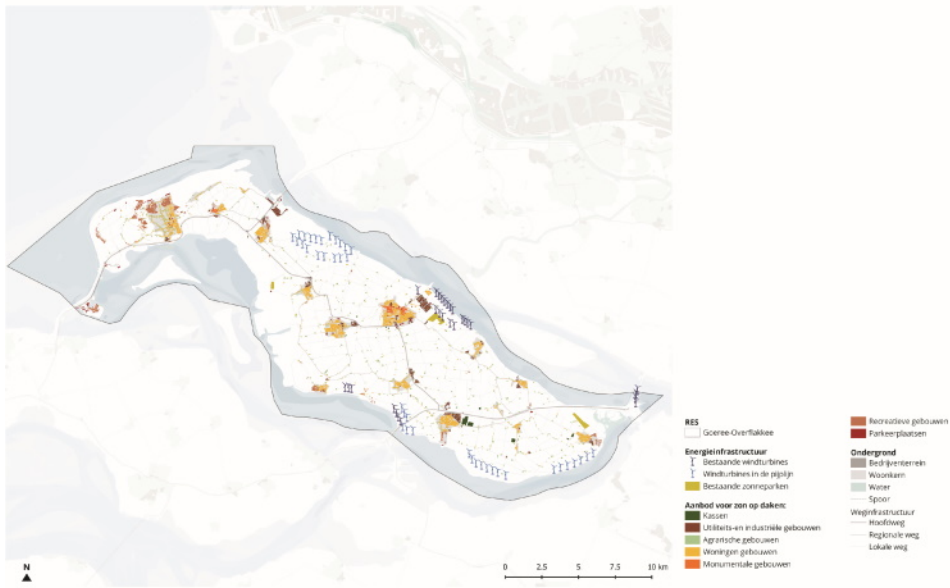 RES
Goeree-Overflakkee
Energieinfrastructuur
Bestaande windturbines
Windturbines in de pijplijn
Bestaande zonneparken
Aanbod voor zon op daken:
Kassen
Utiliteits-en industriële gebouwen
Agrarische gebouwen
Woningen gebouwen
Monumentale gebouwen
Recreatieve gebouwen
Parkeerplaatsen
Ondergrond
Bedrijventerrein
Woonkern
Water
Spoor
Weginfrastructuur
Hoofdweg
Regionale weg
Lokale weg
N
0 2.5 5 10 km